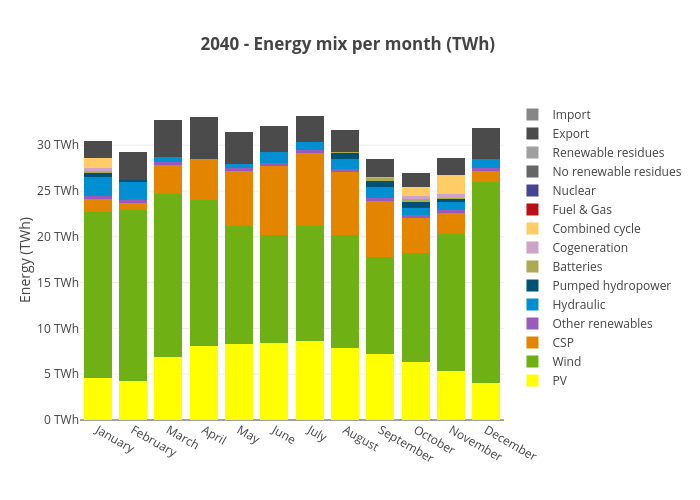 2040 - Energy mix per month (TWh)
Energy (TWh)
30 TWh
25 TWh
20 TWh
15 TWh
10 TWh
5 TWh
0 TWh
January
February
March
April
May
June
July
August
September
October
November
December
Import
Export
Renewable residues
No renewable residues
Nuclear
Fuel & Gas
Combined cycle
Cogeneration
Batteries
Pumped hydropower
Hydraulic
Other renewables
CSP
Wind
PV